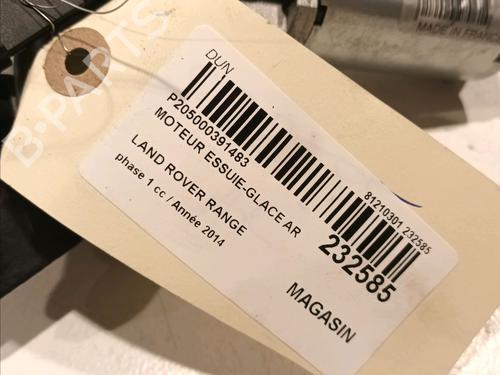 MADE IN FRANCE
B-PARTS
DUN
P205000391483
MOTEUR ESSUIE-GLACE AR
LAND ROVER RANGE
phase 1 cc / Année 2014
81210301 232585
232585
MAGASIN